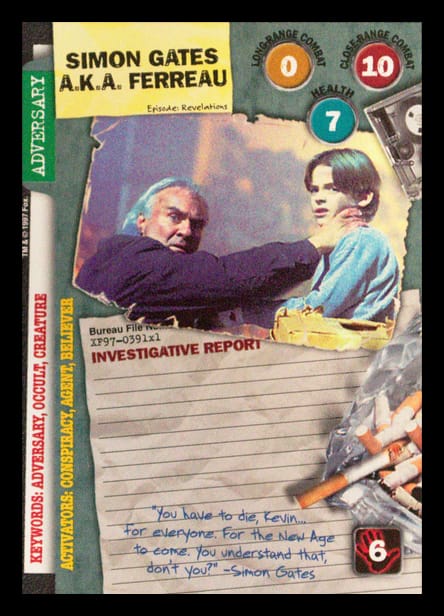 SIMON GATES
A.K.A. FERREAU
Episode: Revelations
LONG-RANGE COMBAT
0
CLOSE-RANGE COMBAT
10
HEALTH
7
ADVERSARY
TM & © 1997 Fox.
KEYWORDS: ADVERSARY, OCCULT, CREATURE
ACTIVATORS: CONSPIRACY, AGENT, BELIEVER
Bureau File
XF97-0391x1
INVESTIGATIVE REPORT
"You have to die, Kevin...
for everyone. For the New Age
to come. You understand that,
don't you?" -Simon Gates
6